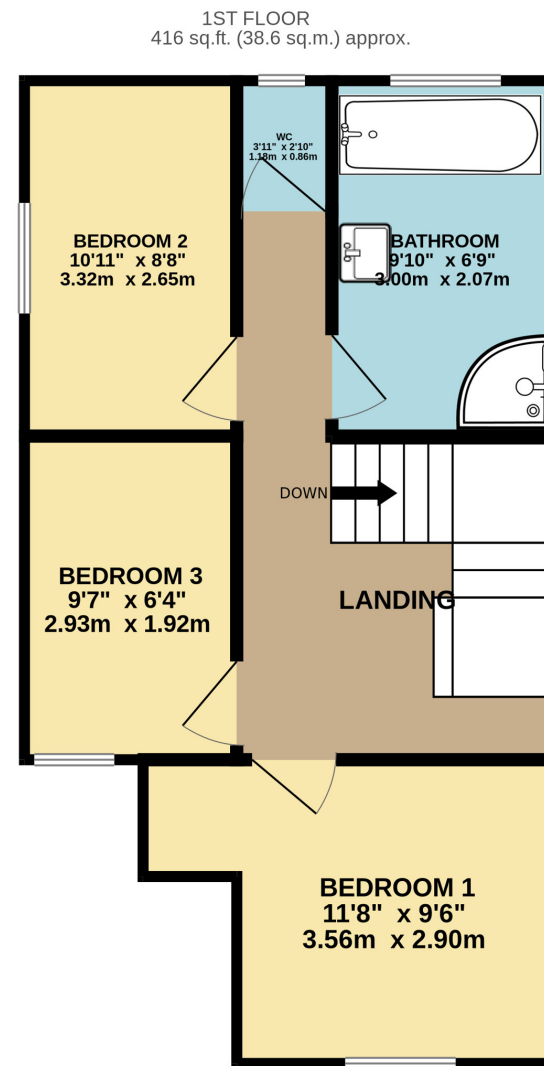 1ST FLOOR
416 sq.ft. (38.6 sq.m.) approx.
WC
3'11" x 2'10"
1.18m x 0.86m
BEDROOM 2
10'11" x 8'8"
3.32m x 2.65m
BATHROOM
9'10" x 6'9"
3.00m x 2.07m
DOWN
BEDROOM 3
9'7" x 6'4"
2.93m x 1.92m
LANDING
BEDROOM 1
11'8" x 9'6"
3.56m x 2.90m